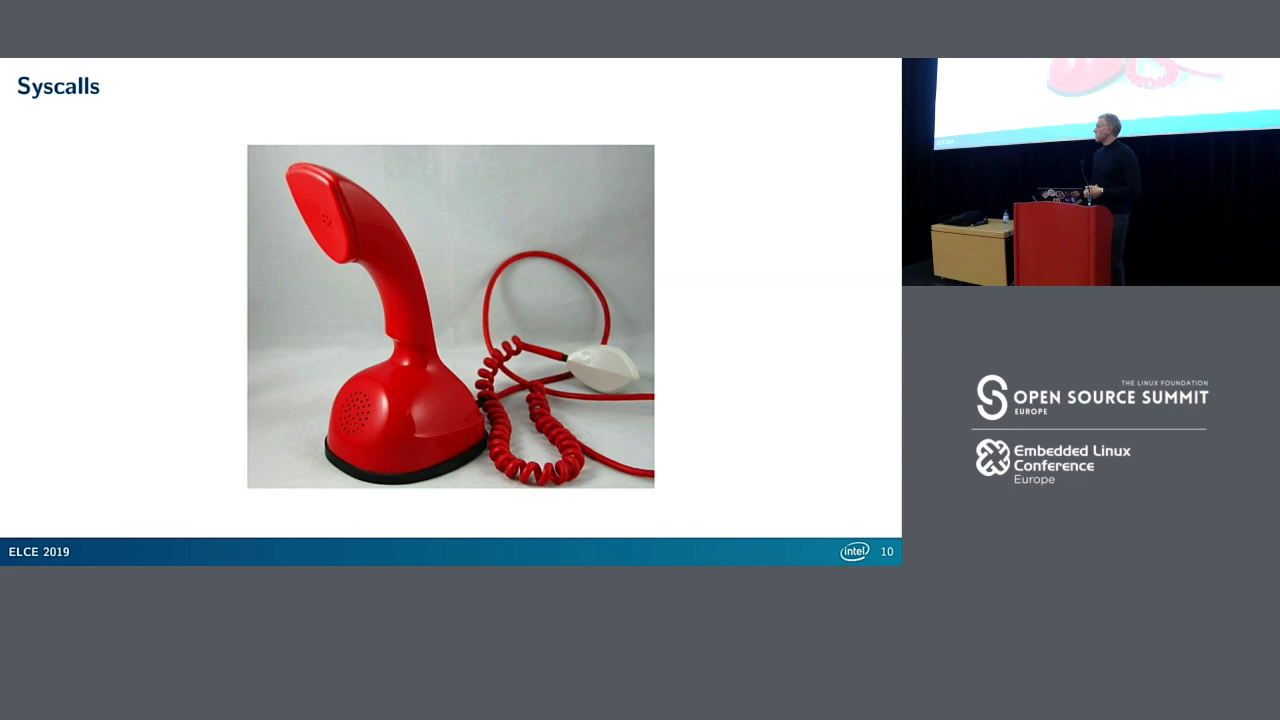 Syscalls
ELCE 2019
intel
10
THE LINUX FOUNDATION
OPEN SOURCE SUMMIT
EUROPE
Embedded Linux
Conference
Europe